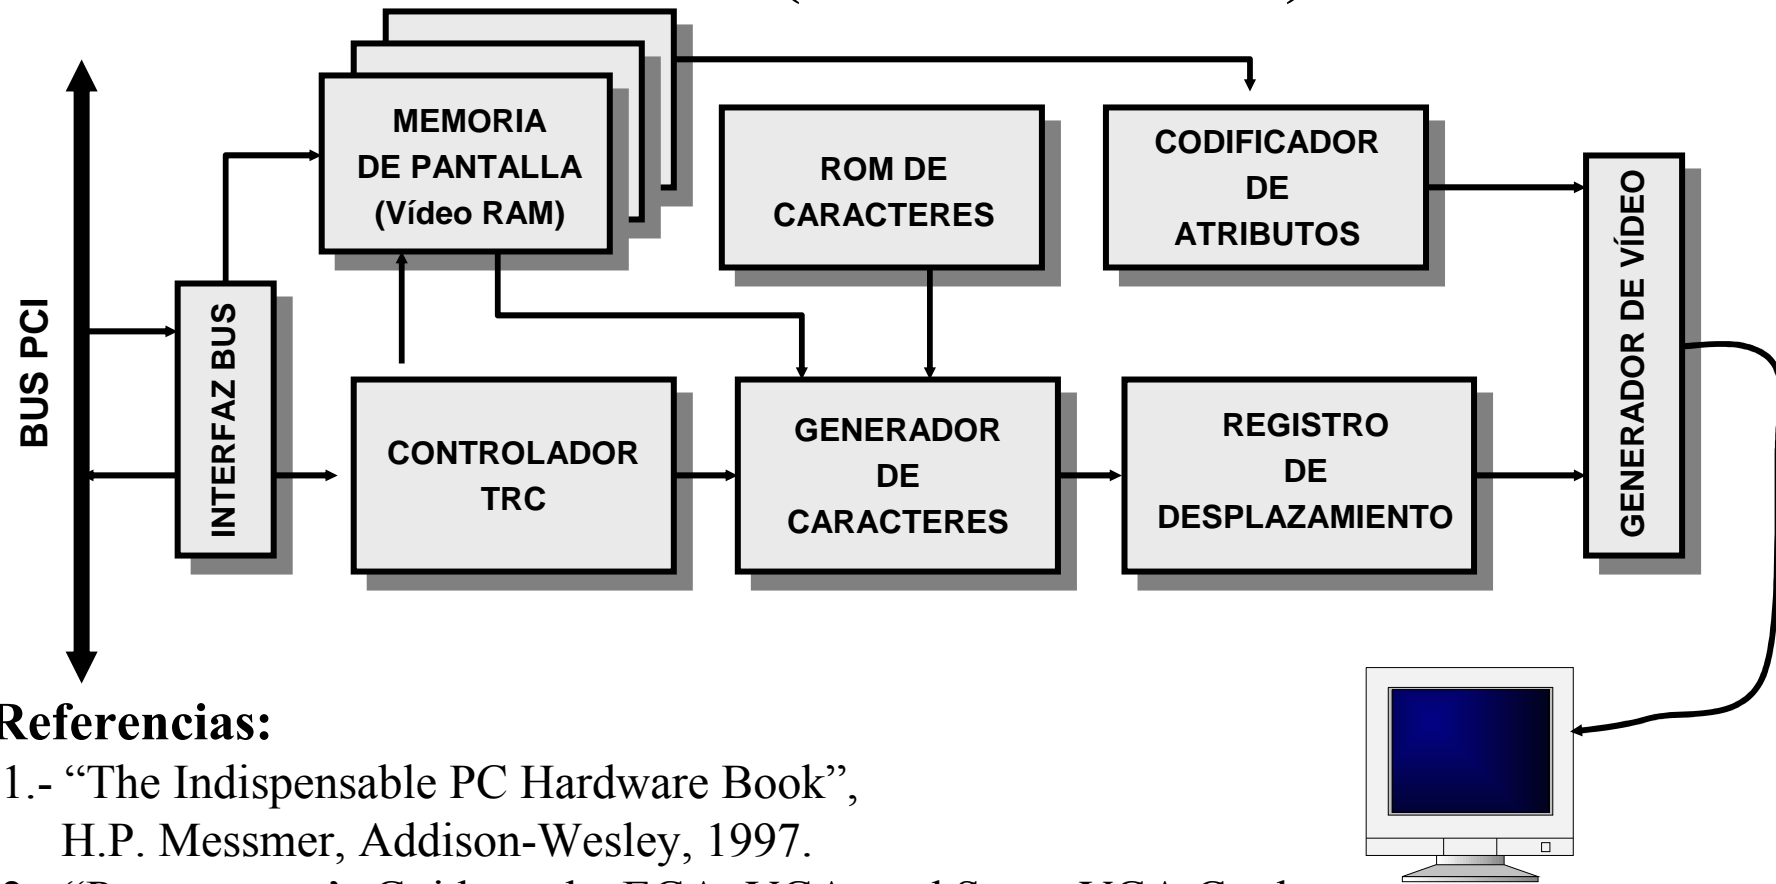 MEMORIA
DE PANTALLA
(Vídeo RAM)
ROM DE
CARACTERES
CODIFICADOR
DE
ATRIBUTOS
GENERADOR DE VÍDEO
BUS PCI
INTERFAZ BUS
CONTROLADOR
TRC
GENERADOR
DE
CARACTERES
REGISTRO
DE
DESPLAZAMIENTO
Referencias:
1.- “The Indispensable PC Hardware Book”,
H.P. Messmer, Addison-Wesley, 1997.